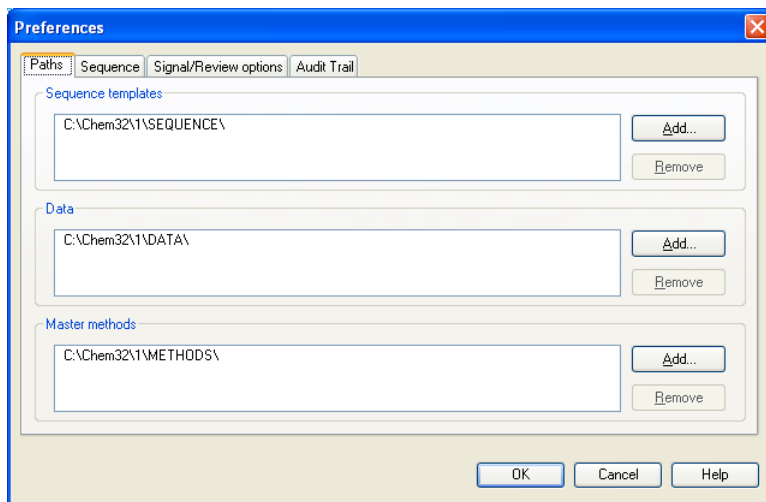 Preferences
Paths Sequence Signal/Review options Audit Trail
Sequence templates
C:\Chem32\1\SEQUENCE\
Add...
Remove
Data
C:\Chem32\1\DATA\
Add...
Remove
Master methods
C:\Chem32\1\METHODS\
Add...
Remove
OK Cancel Help